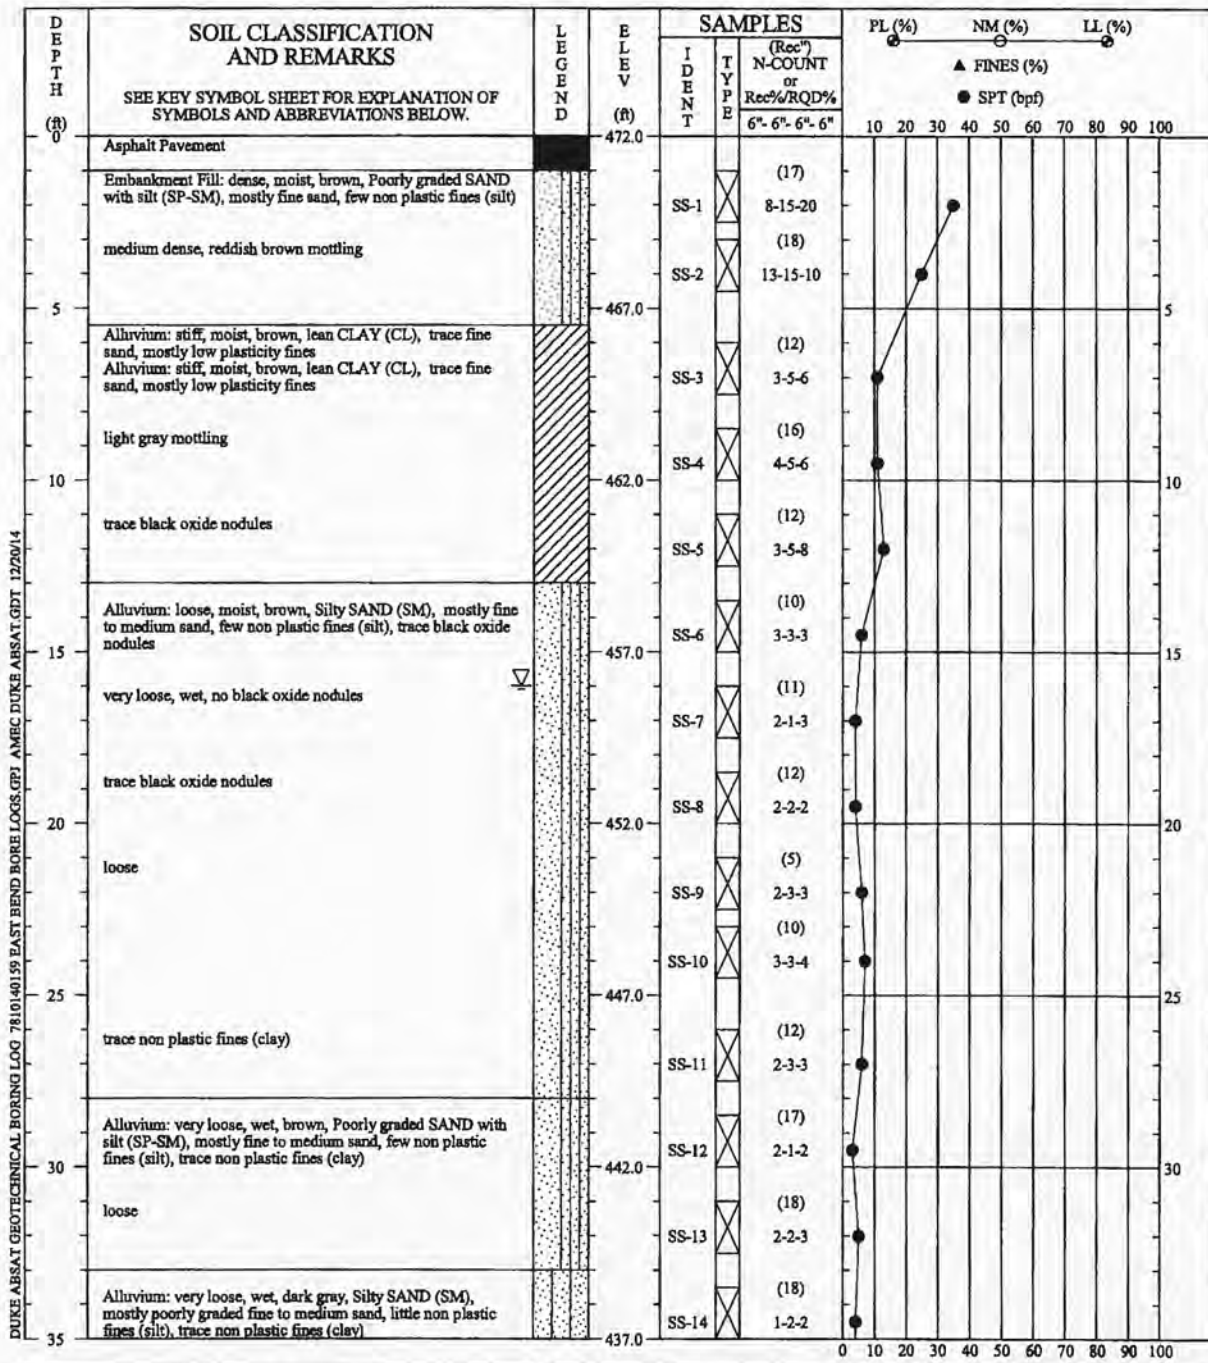 DEPTH
(ft)
SOIL CLASSIFICATION
AND REMARKS
SEE KEY SYMBOL SHEET FOR EXPLANATION OF
SYMBOLS AND ABBREVIATIONS BELOW.
LEGEND
ELEV
(ft)
SAMPLES
IDENT
TYPE
(Rec")
N-COUNT
or
Rec%/RQD%
6"- 6"- 6"- 6"
PL (%) NM (%) LL (%)
▲ FINES (%)
● SPT (bpf)
10 20 30 40 50 60 70 80 90 100
0
Asphalt Pavement
472.0
Embankment Fill: dense, moist, brown, Poorly graded SAND
with silt (SP-SM), mostly fine sand, few non plastic fines (silt)
(17)
SS-1 8-15-20
medium dense, reddish brown mottling
(18)
SS-2 13-15-10
5 467.0 5
Alluvium: stiff, moist, brown, lean CLAY (CL), trace fine
sand, mostly low plasticity fines
Alluvium: stiff, moist, brown, lean CLAY (CL), trace fine
sand, mostly low plasticity fines
(12)
SS-3 3-5-6
light gray mottling
(16)
SS-4 4-5-6
10 462.0 10
trace black oxide nodules
(12)
SS-5 3-5-8
Alluvium: loose, moist, brown, Silty SAND (SM), mostly fine
to medium sand, few non plastic fines (silt), trace black oxide
nodules
(10)
SS-6 3-3-3
15 457.0 15
very loose, wet, no black oxide nodules
(11)
SS-7 2-1-3
trace black oxide nodules
(12)
SS-8 2-2-2
20 452.0 20
loose
(5)
SS-9 2-3-3
(10)
SS-10 3-3-4
25 447.0 25
trace non plastic fines (clay)
(12)
SS-11 2-3-3
Alluvium: very loose, wet, brown, Poorly graded SAND with
silt (SP-SM), mostly fine to medium sand, few non plastic
fines (silt), trace non plastic fines (clay)
(17)
SS-12 2-1-2
30 442.0 30
loose
(18)
SS-13 2-2-3
Alluvium: very loose, wet, dark gray, Silty SAND (SM),
mostly poorly graded fine to medium sand, little non plastic
fines (silt), trace non plastic fines (clay)
(18)
SS-14 1-2-2
35 437.0
0 10 20 30 40 50 60 70 80 90 100
DUKE ABSAT GEOTECHNICAL BORING LOG 7810140159 EAST BEND BORE LOGS.GPJ AMEC DUKE ABSAT.GDT 12/20/14